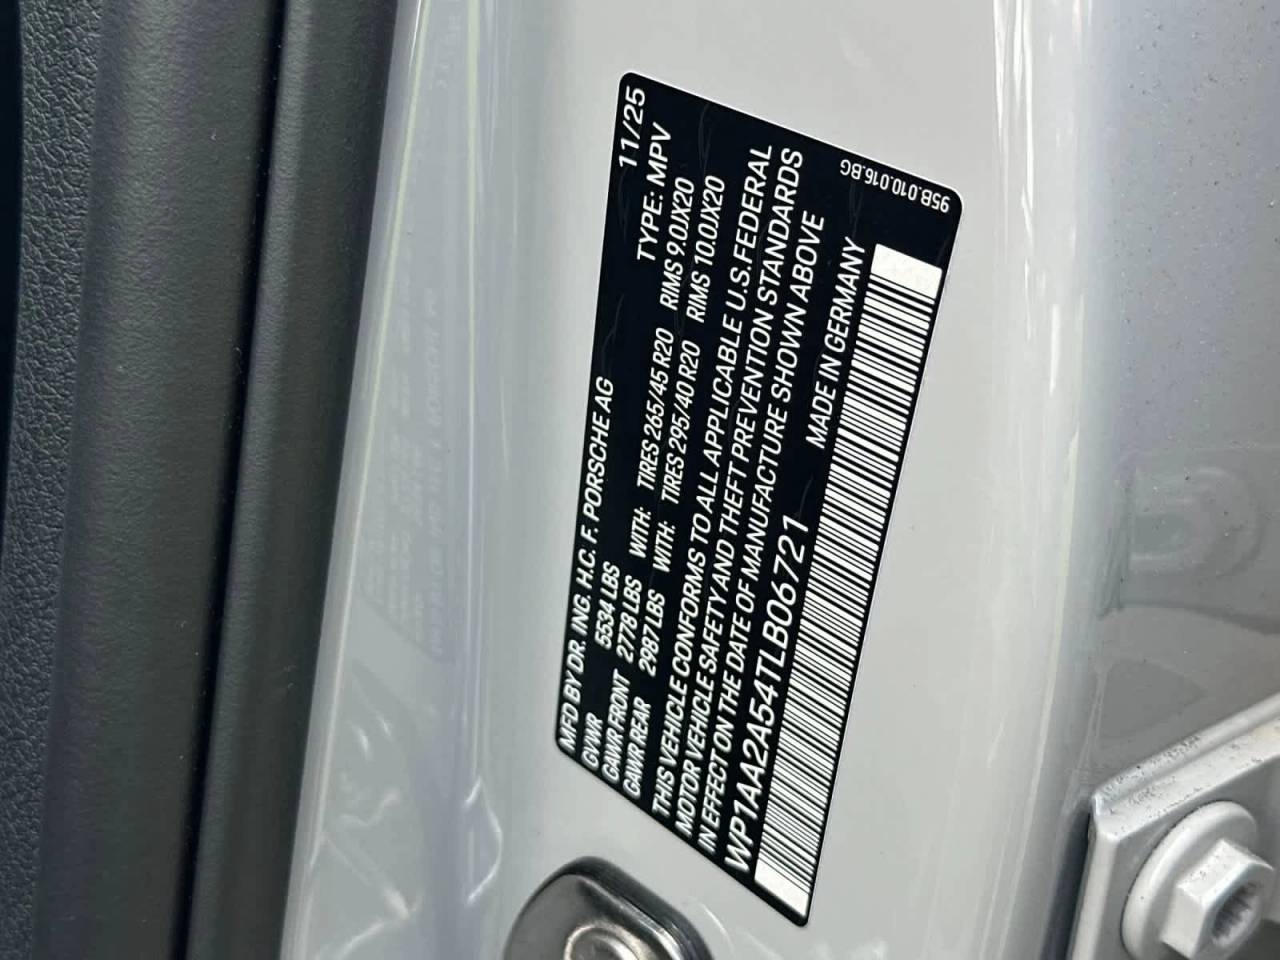 MFD BY DR. ING. H.C. F. PORSCHE AG 11/25
GVWR 5534 LBS TYPE: MPV
GAWR FRONT 2778 LBS WITH: TIRES 265/45 R20 RIMS 9.0JX20
GAWR REAR 2987 LBS WITH: TIRES 295/40 R20 RIMS 10.0JX20
THIS VEHICLE CONFORMS TO ALL APPLICABLE U.S. FEDERAL
MOTOR VEHICLE SAFETY AND THEFT PREVENTION STANDARDS
IN EFFECT ON THE DATE OF MANUFACTURE SHOWN ABOVE
WP1AA2A54TLB06721 MADE IN GERMANY
95B.010.016.BG